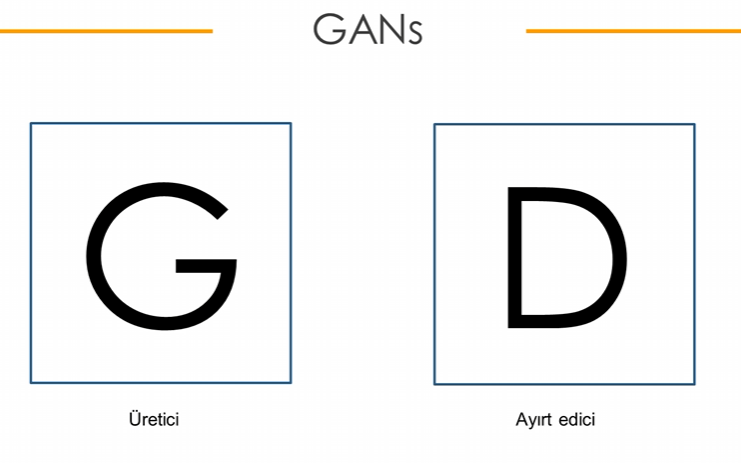 GANs
G
D
Üretici
Ayırt edici